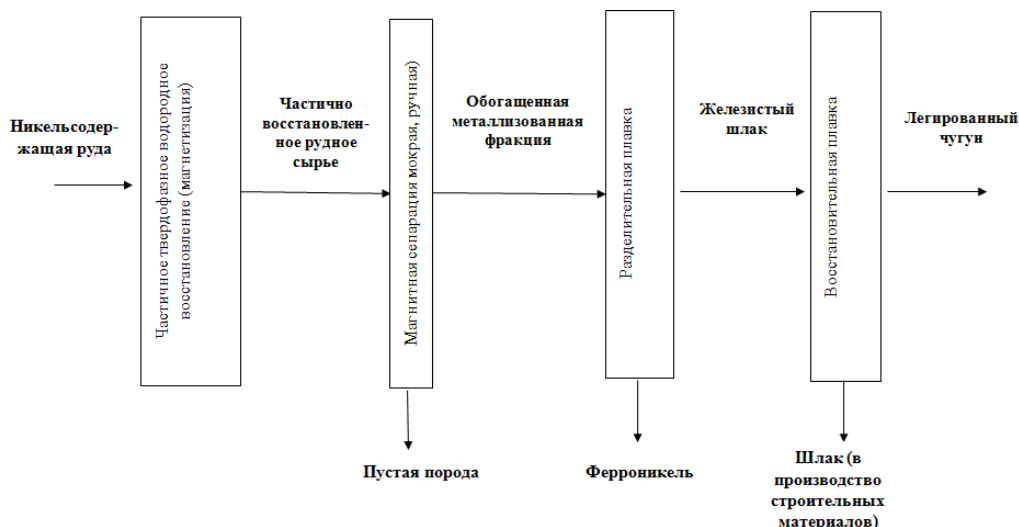 Никельсодер-
жащая руда
Частичное твердофазное водородное
восстановление (магнетизация)
Частично
восстановлен-
ное рудное
сырье
Магнитная сепарация мокрая, ручная)
Обогащенная
металлизованная
фракция
Разделительная плавка
Железистый
шлак
Восстановительная плавка
Легированный
чугун
Пустая порода
Ферроникель
Шлак (в
производство
строительных
материалов)